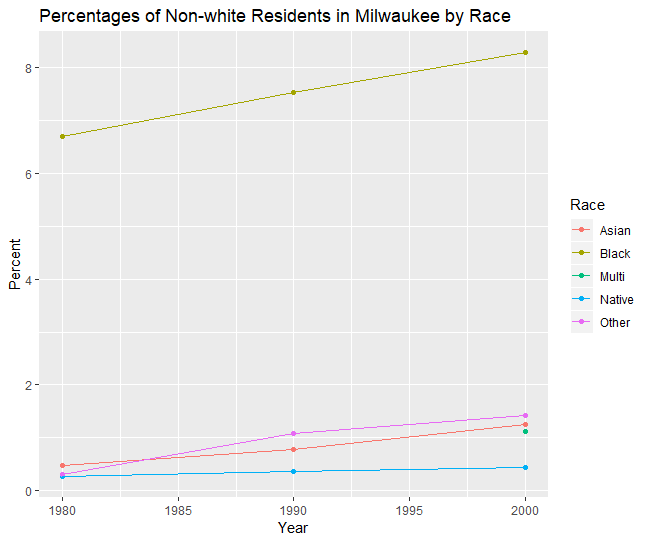 Percentages of Non-white Residents in Milwaukee by Race
8
6
4
2
0
Percent
1980 1985 1990 1995 2000
Year
Race
Asian
Black
Multi
Native
Other